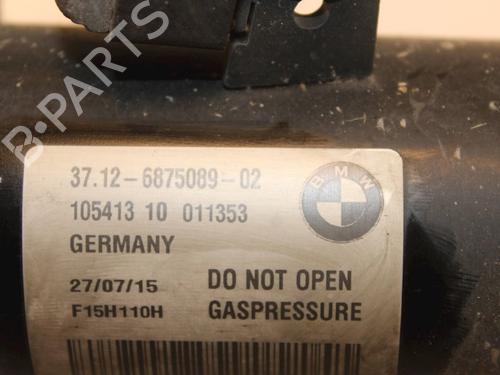 B-PARTS
37.12-6875089-02
105413 10 011353
GERMANY
BMW
27/07/15 DO NOT OPEN
F15H110H GASPRESSURE